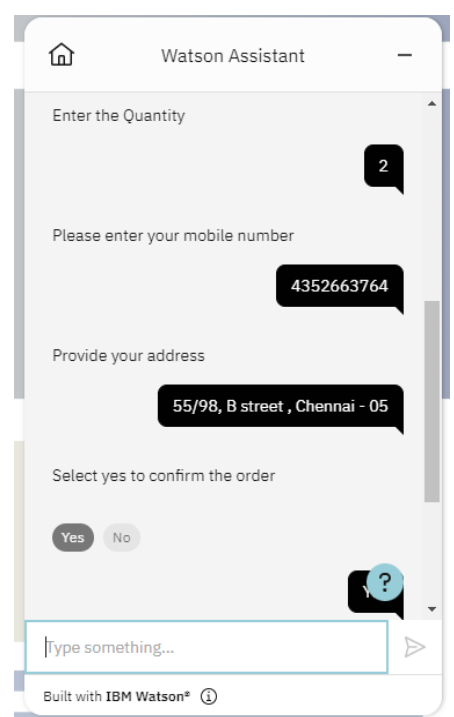 Watson Assistant
Enter the Quantity
2
Please enter your mobile number
4352663764
Provide your address
55/98, B street , Chennai - 05
Select yes to confirm the order
Yes No
?
Type something...
Built with IBM Watson® i